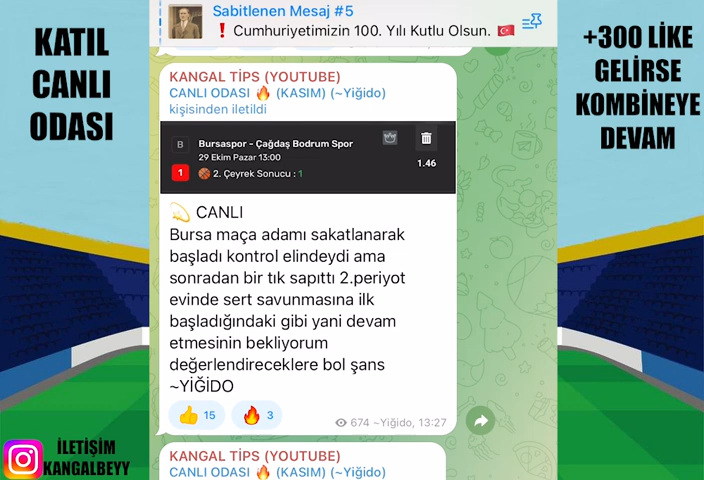 KATIL
CANLI
ODASI
Sabitlenen Mesaj #5
❗ Cumhuriyetimizin 100. Yılı Kutlu Olsun. 🇹🇷
+300 LİKE
GELİRSE
KOMBİNEYE
DEVAM
KANGAL TİPS (YOUTUBE)
CANLI ODASI 🔥 (KASIM) (~Yiğido)
kişisinden iletildi
B
Bursaspor - Çağdaş Bodrum Spor
29 Ekim Pazar 13:00
1
🏀 2. Çeyrek Sonucu : 1
1.46
💫 CANLI
Bursa maça adamı sakatlanarak
başladı kontrol elindeydi ama
sonradan bir tık sapıttı 2.periyot
evinde sert savunmasına ilk
başladığındaki gibi yani devam
etmesinin bekliyorum
değerlendireceklere bol şans
~YİĞİDO
👍 15
🔥 3
674 ~Yiğido, 13:27
KANGAL TİPS (YOUTUBE)
CANLI ODASI 🔥 (KASIM) (~Yiğido)
İLETİŞİM
KANGALBEYY